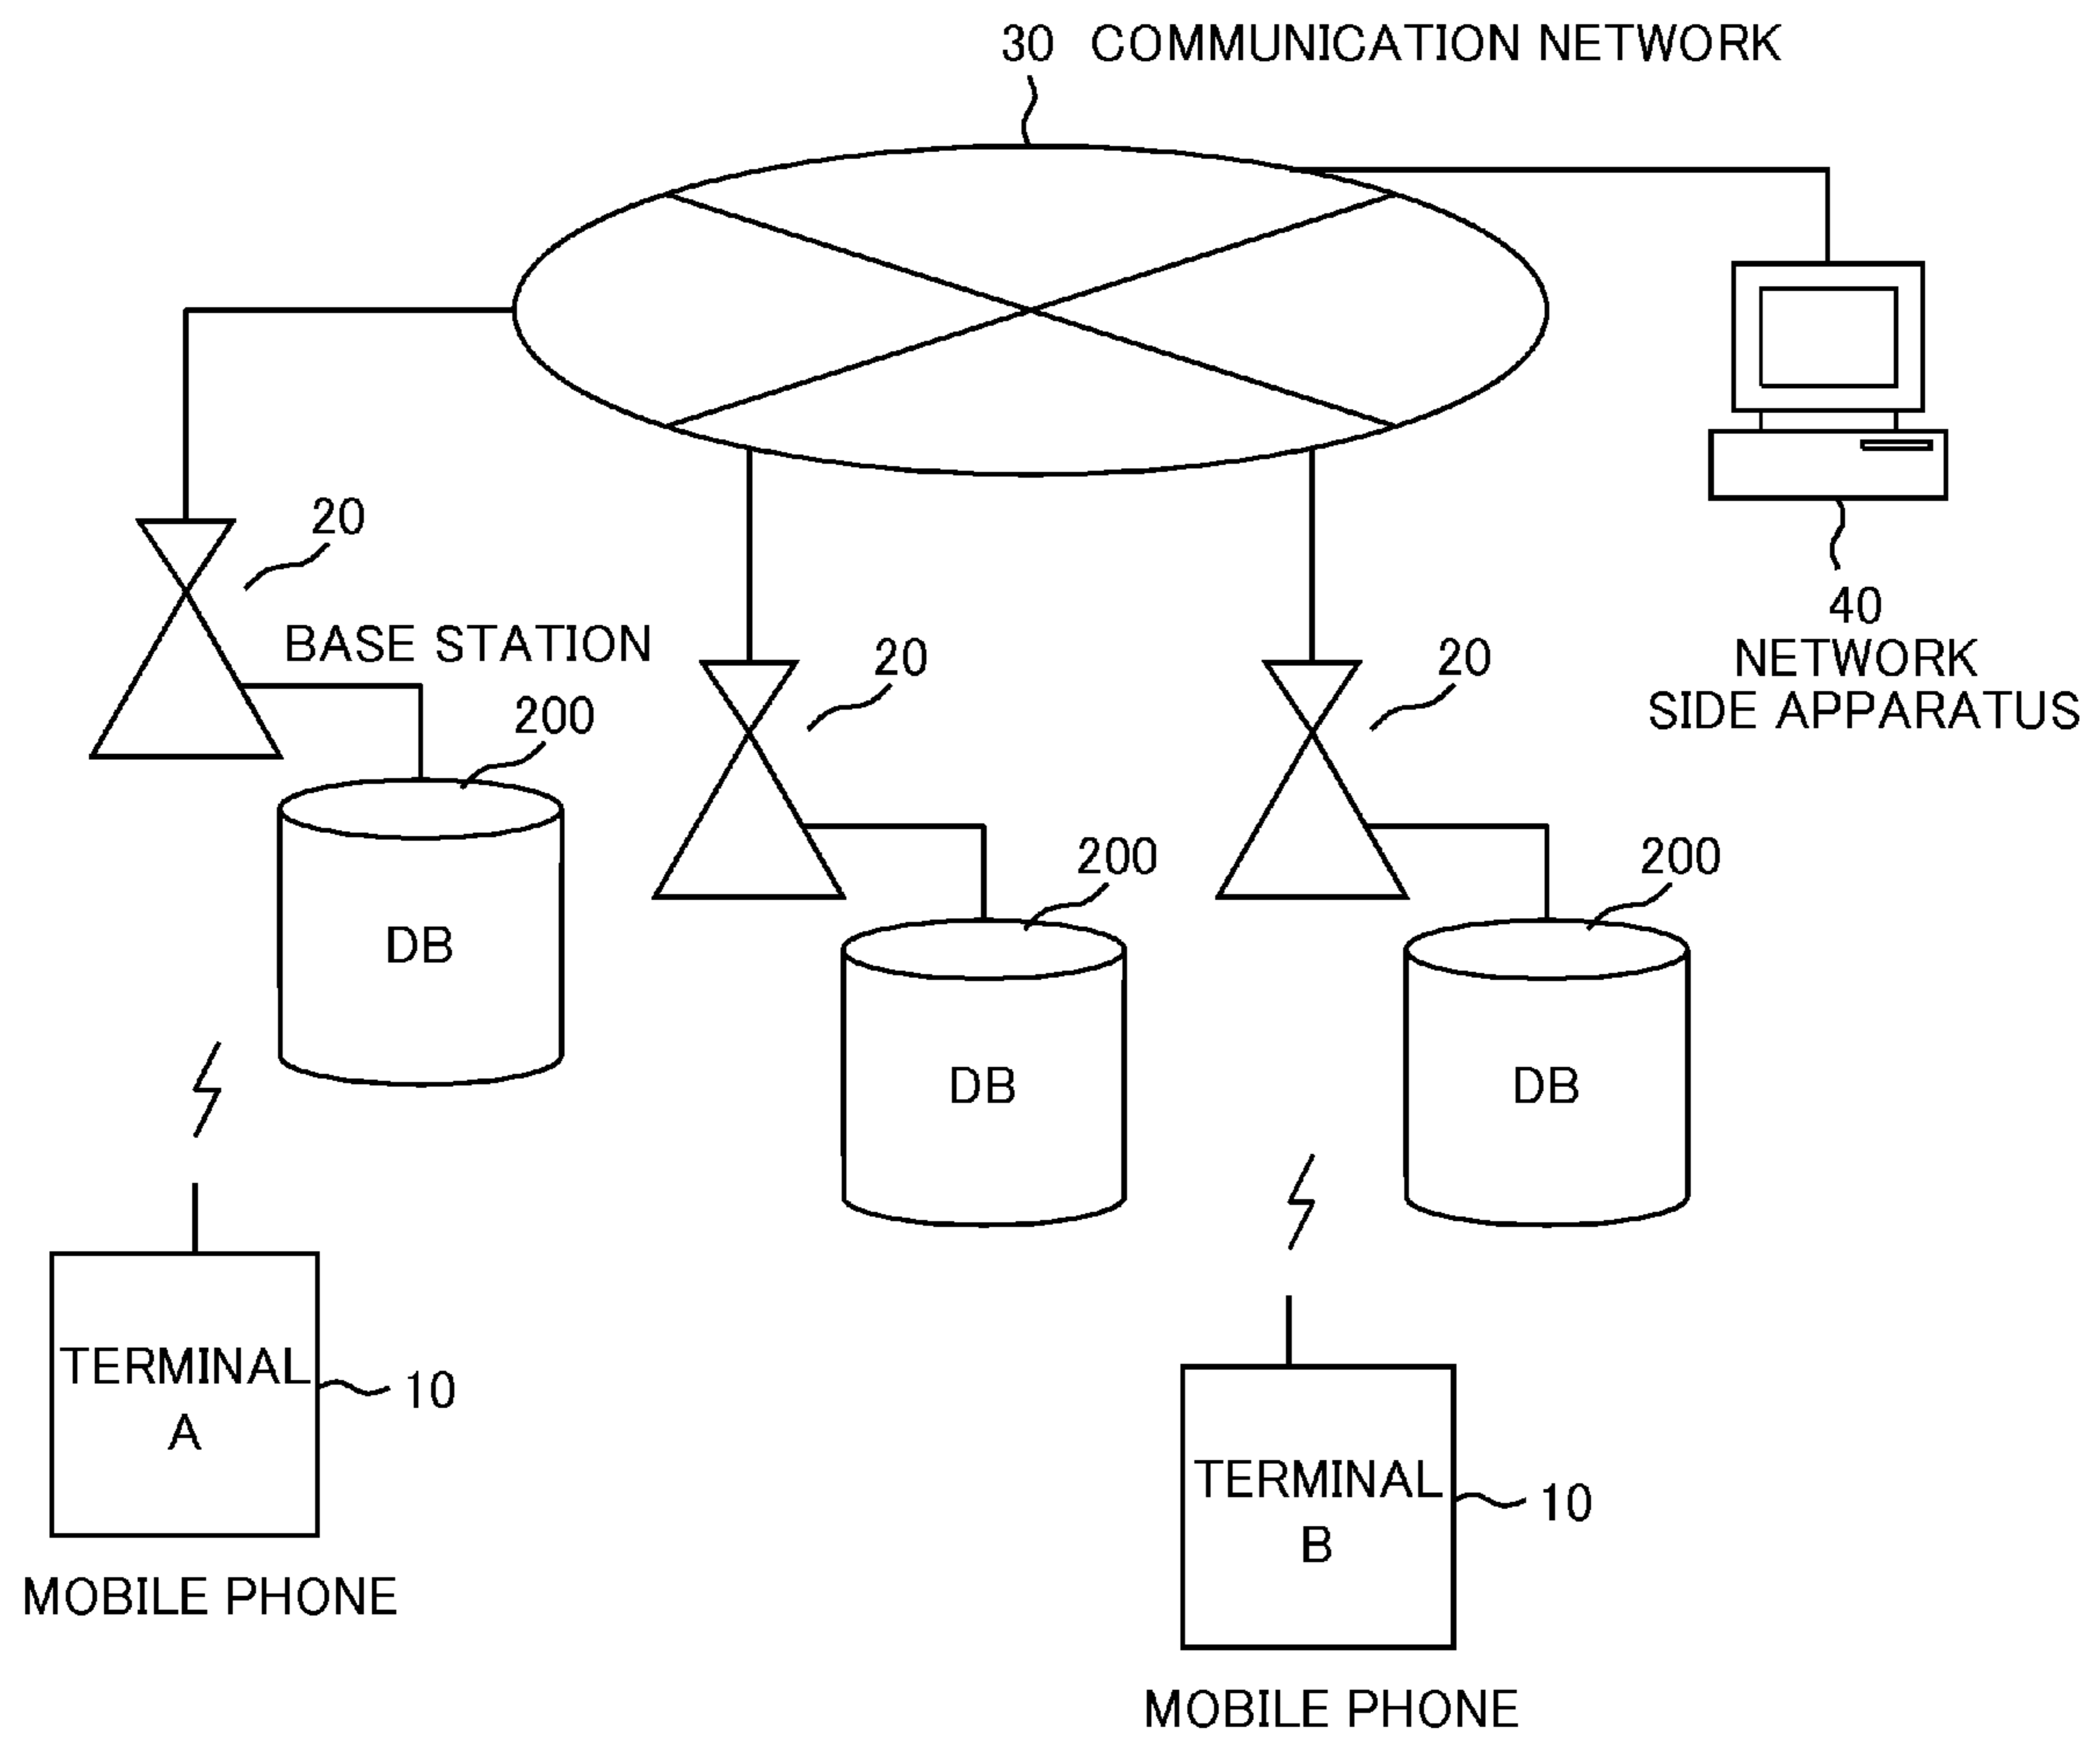 30 COMMUNICATION NETWORK
20
BASE STATION
200
DB
20
200
DB
20
200
DB
40
NETWORK
SIDE APPARATUS
TERMINAL
A
10
MOBILE PHONE
TERMINAL
B
10
MOBILE PHONE